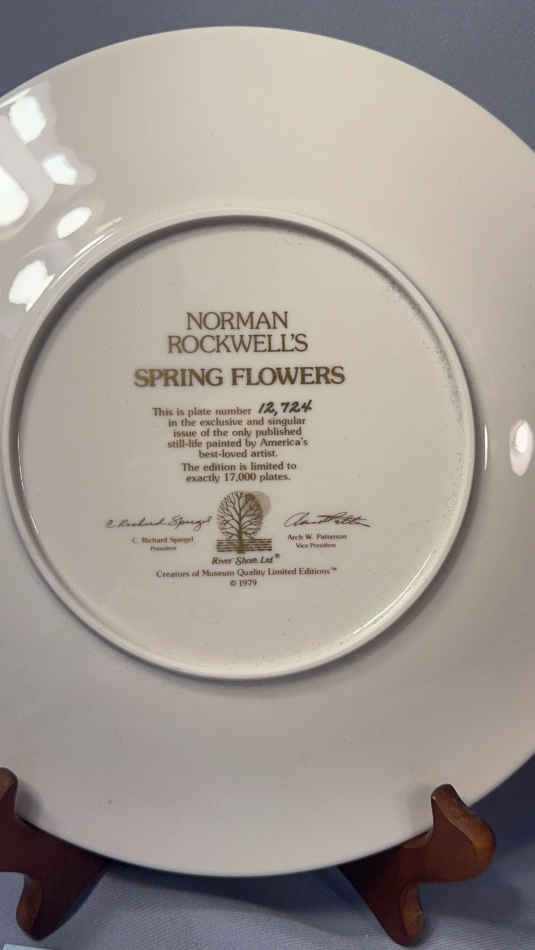 NORMAN
ROCKWELL'S
SPRING FLOWERS
This is plate number 12,724
in the exclusive and singular
issue of the only published
still-life painted by America's
best-loved artist.
The edition is limited to
exactly 17,000 plates.
C. Richard Spiegel
President
Arch W. Patterson
Vice President
River Shore, Ltd.®
Creators of Museum Quality Limited Editions™
© 1979